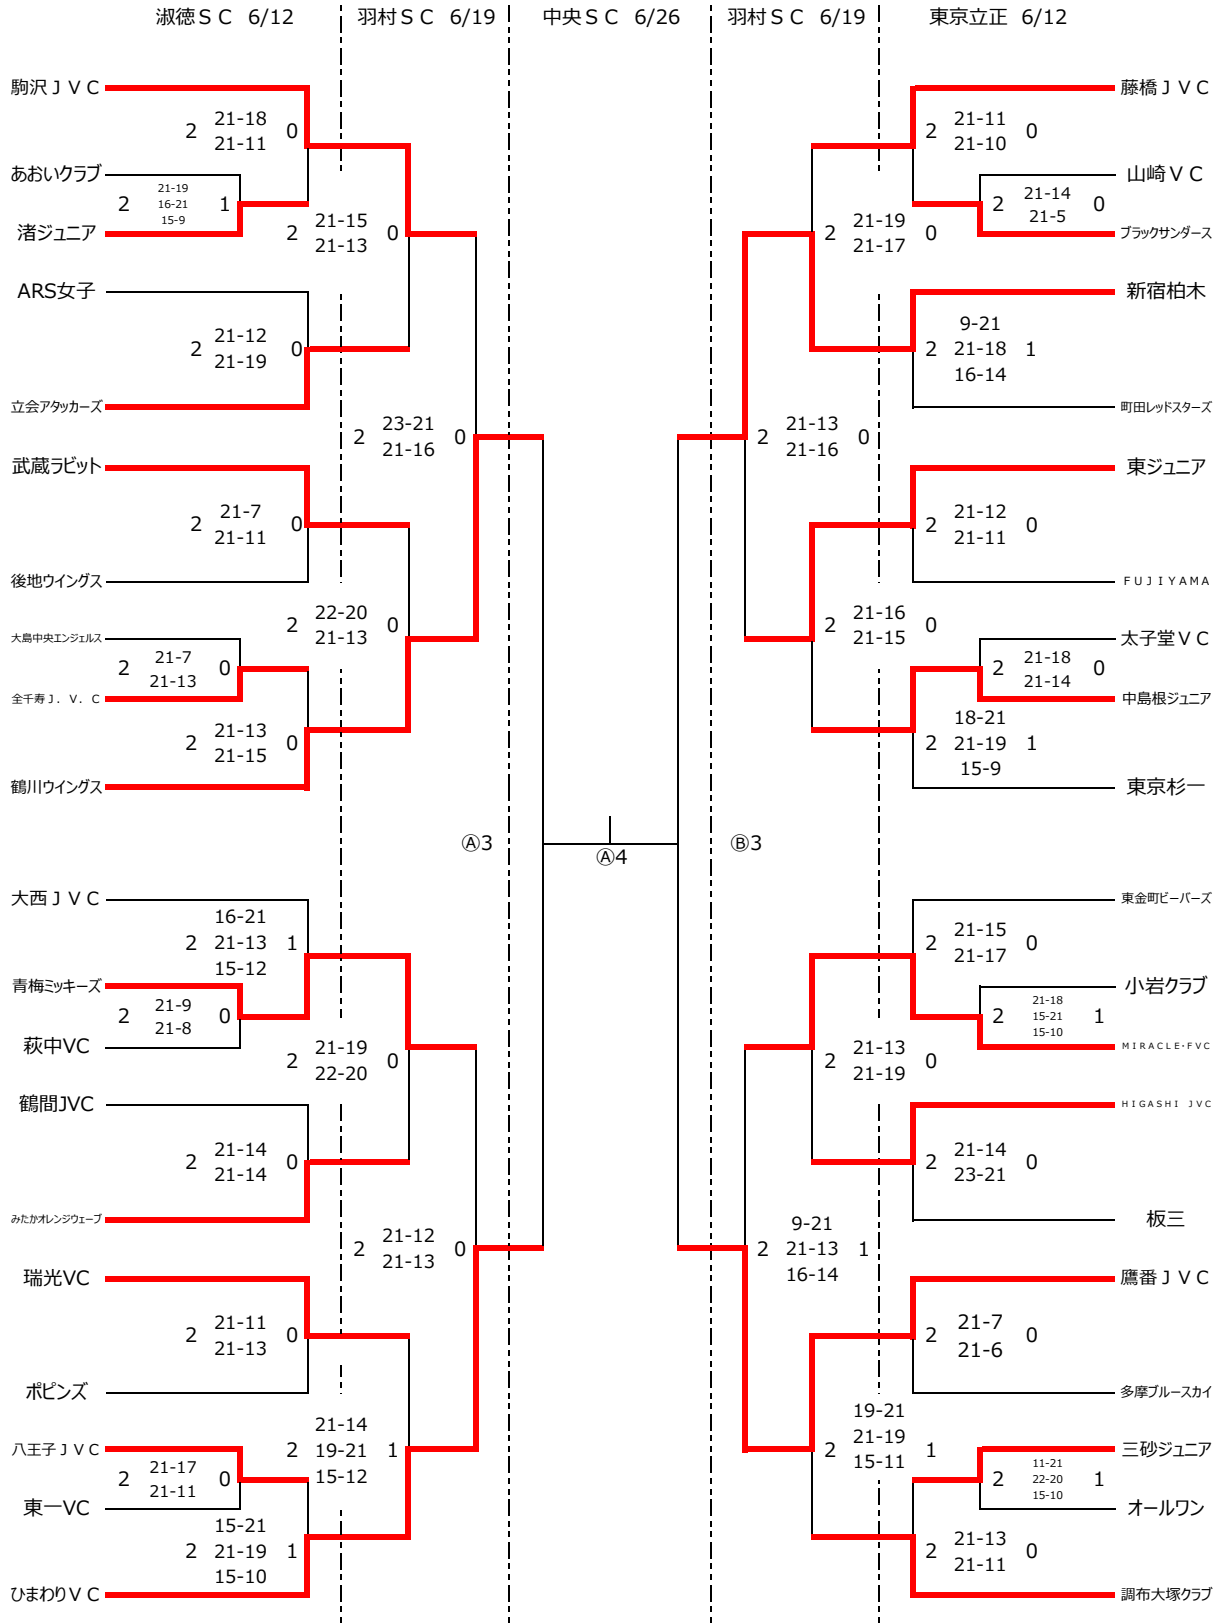 淑徳ＳＣ 6/12 羽村ＳＣ 6/19 中央ＳＣ 6/26 羽村ＳＣ 6/19 東京立正 6/12
駒沢ＪＶＣ
2 21-18 0
21-11
あおいクラブ
2 21-19 1
16-21
15-9
渚ジュニア
2 21-15 0
21-13
ARS女子
2 21-12 0
21-19
立会アタッカーズ
2 23-21 0
21-16
武蔵ラビット
2 21-7 0
21-11
後地ウイングス
2 22-20 0
21-13
大島中央エンジェルス
2 21-7 0
21-13
全千寿Ｊ．Ｖ．Ｃ
2 21-13 0
21-15
鶴川ウイングス
Ⓐ3
大西ＪＶＣ
16-21
2 21-13 1
15-12
青梅ミッキーズ
2 21-9 0
21-8
萩中VC
2 21-19 0
22-20
鶴間JVC
2 21-14 0
21-14
みたかオレンジウェーブ
2 21-12 0
21-13
瑞光VC
2 21-11 0
21-13
ポピンズ
21-14
2 19-21 1
15-12
八王子ＪＶＣ
2 21-17 0
21-11
東一VC
15-21
2 21-19 1
15-10
ひまわりＶＣ
Ⓐ4
藤橋ＪＶＣ
2 21-11 0
21-10
山崎ＶＣ
2 21-14 0
21-5
ブラックサンダース
2 21-19 0
21-17
新宿柏木
9-21
2 21-18 1
16-14
町田レッドスターズ
2 21-13 0
21-16
東ジュニア
2 21-12 0
21-11
ＦＵＪＩＹＡＭＡ
2 21-16 0
21-15
太子堂ＶＣ
2 21-18 0
21-14
中島根ジュニア
18-21
2 21-19 1
15-9
東京杉一
Ⓑ3
東金町ビーバーズ
2 21-15 0
21-17
小岩クラブ
21-18
2 15-21 1
15-10
ＭＩＲＡＣＬＥ・ＦＶＣ
2 21-13 0
21-19
ＨＩＧＡＳＨＩ ＪＶＣ
2 21-14 0
23-21
板三
9-21
2 21-13 1
16-14
鷹番ＪＶＣ
2 21-7 0
21-6
多摩ブルースカイ
19-21
2 21-19 1
15-11
三砂ジュニア
11-21
2 22-20 1
15-10
オールワン
2 21-13 0
21-11
調布大塚クラブ